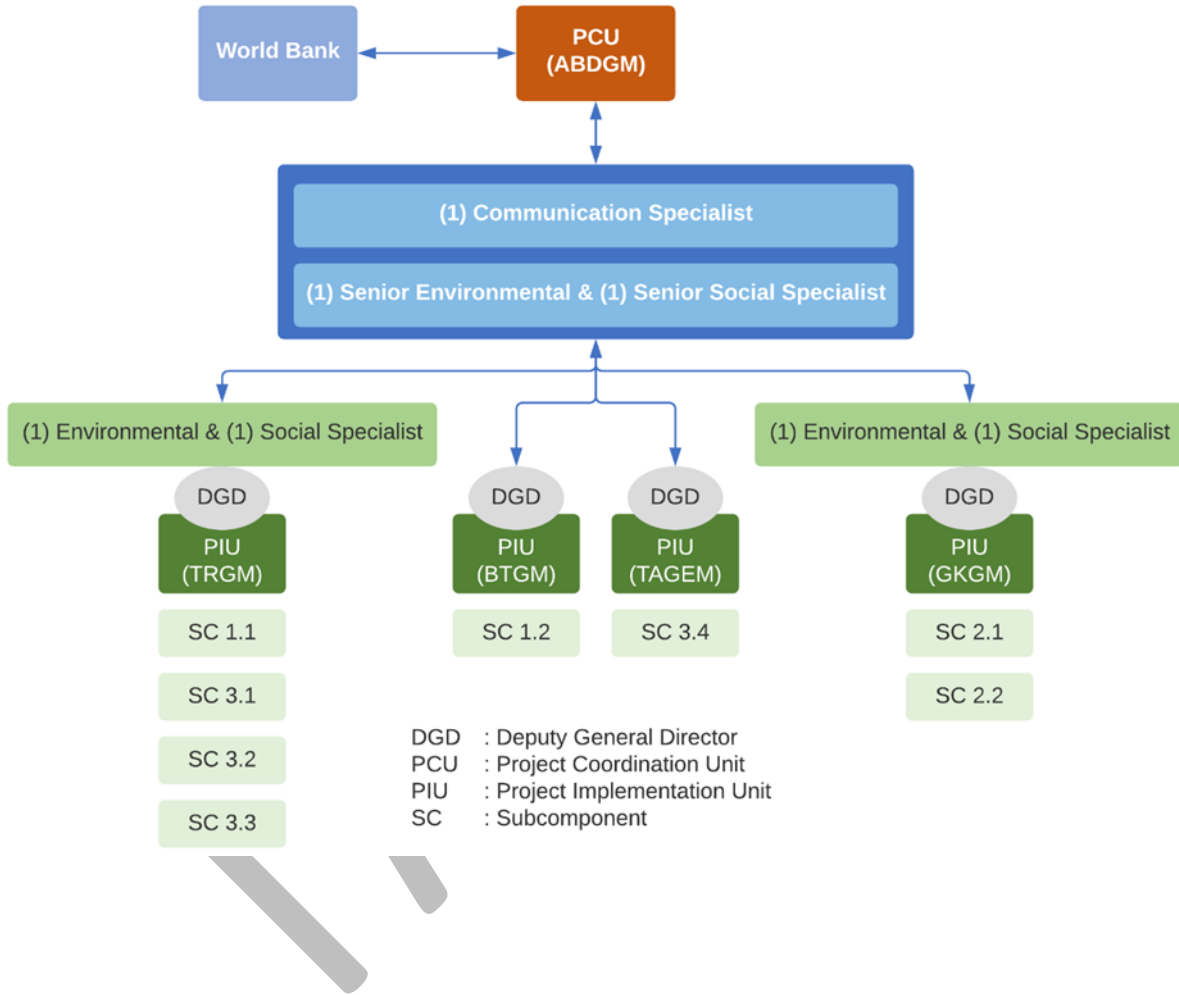 World Bank
PCU
(ABDGM)
(1) Communication Specialist
(1) Senior Environmental & (1) Senior Social Specialist
(1) Environmental & (1) Social Specialist
(1) Environmental & (1) Social Specialist
DGD
DGD
DGD
DGD
PIU
(TRGM)
PIU
(BTGM)
PIU
(TAGEM)
PIU
(GKGM)
SC 1.1
SC 1.2
SC 3.4
SC 2.1
SC 3.1
SC 2.2
SC 3.2
SC 3.3
DGD : Deputy General Director
PCU : Project Coordination Unit
PIU : Project Implementation Unit
SC : Subcomponent